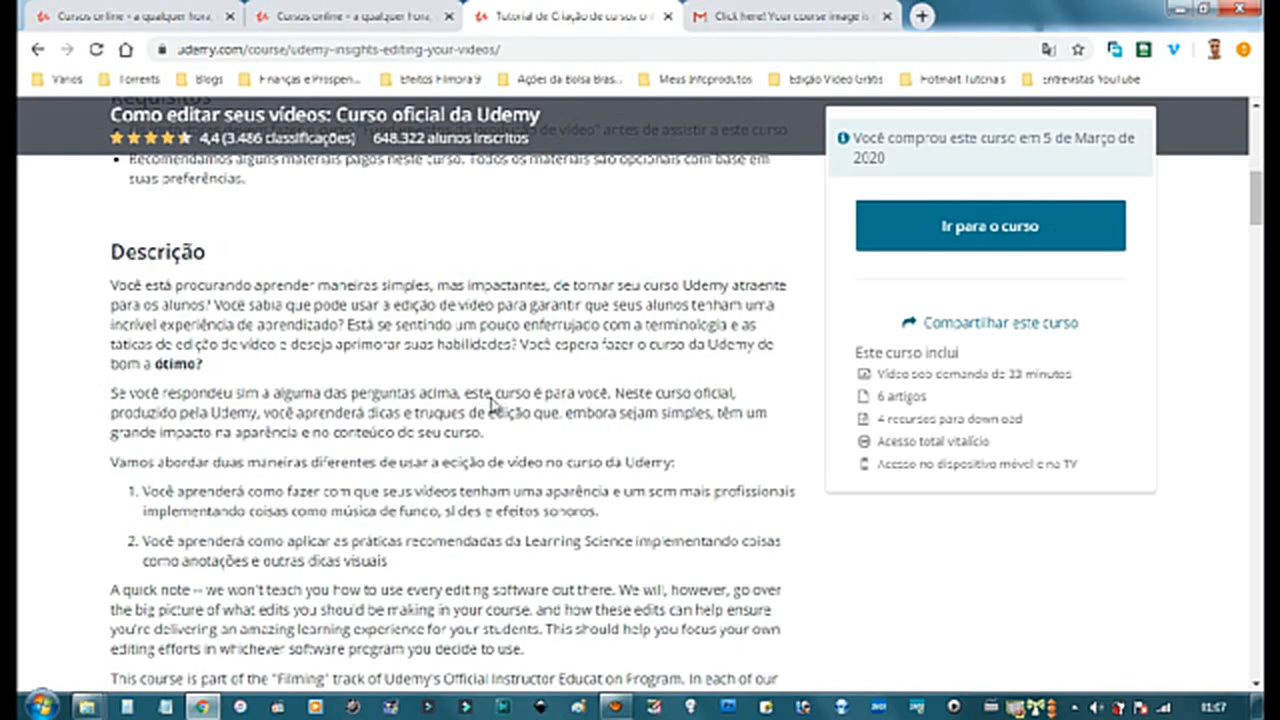 Cursos online - a qualquer hora,
Cursos online - a qualquer hora,
Tutorial de Criação de cursos o
Click here! Your course image is
udemy.com/course/udemy-insights-editing-your-videos/
Vários
Torrents
Blogs
Finanças e Prosperi...
Efeitos Filmora 9
Ações da Bolsa Bras...
Meus Infoprodutos
Edição Vídeo Grátis
Hotmart Tutoriais
Entrevistas YouTube
Requisitos
Como editar seus vídeos: Curso oficial da Udemy
4,4 (3.486 classificações) 648.322 alunos inscritos
de vídeo" antes de assistir a este curso
Recomendamos alguns materiais pagos neste curso. Todos os materiais são opcionais com base em
suas preferências.
Você comprou este curso em 5 de Março de
2020
Ir para o curso
Compartilhar este curso
Este curso inclui
Vídeo sob demanda de 33 minutos
6 artigos
4 recursos para download
Acesso total vitalício
Acesso no dispositivo móvel e na TV
Descrição
Você está procurando aprender maneiras simples, mas impactantes, de tornar seu curso Udemy atraente
para os alunos? Você sabia que pode usar a edição de vídeo para garantir que seus alunos tenham uma
incrível experiência de aprendizado? Está se sentindo um pouco enferrujado com a terminologia e as
táticas de edição de vídeo e deseja aprimorar suas habilidades? Você espera fazer o curso da Udemy de
bom a ótimo?
Se você respondeu sim a alguma das perguntas acima, este curso é para você. Neste curso oficial,
produzido pela Udemy, você aprenderá dicas e truques de edição que, embora sejam simples, têm um
grande impacto na aparência e no conteúdo do seu curso.
Vamos abordar duas maneiras diferentes de usar a edição de vídeo no curso da Udemy:
1. Você aprenderá como fazer com que seus vídeos tenham uma aparência e um som mais profissionais
implementando coisas como música de fundo, slides e efeitos sonoros.
2. Você aprenderá como aplicar as práticas recomendadas da Learning Science implementando coisas
como anotações e outras dicas visuais
A quick note -- we won't teach you how to use every editing software out there. We will, however, go over
the big picture of what edits you should be making in your course, and how these edits can help ensure
you're delivering an amazing learning experience for your students. This should help you focus your own
editing efforts in whichever software program you decide to use.
This course is part of the "Filming" track of Udemy's Official Instructor Education Program. In each of our
01:07